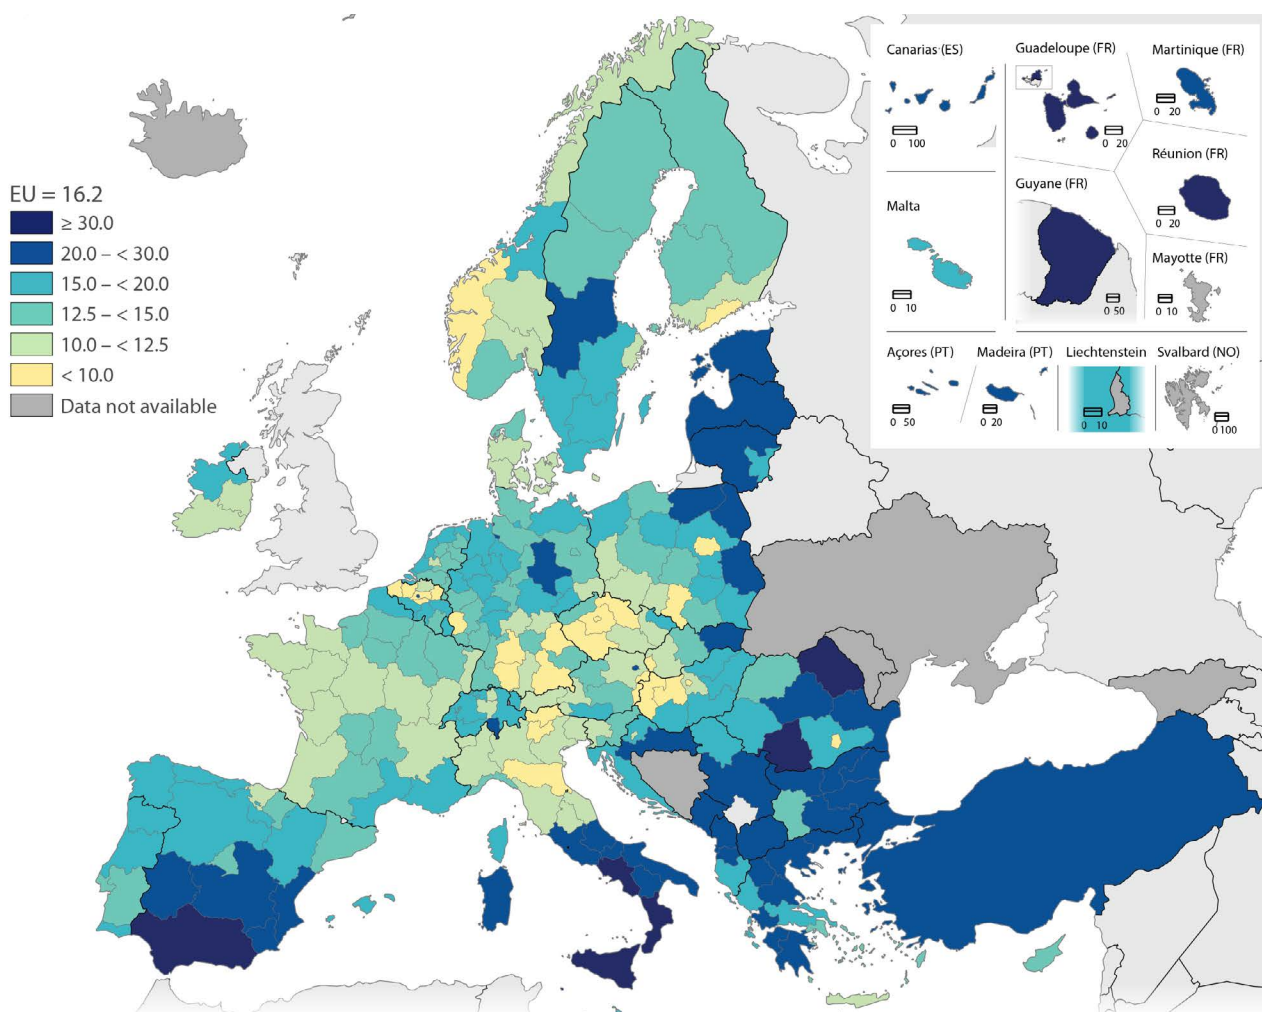 EU = 16.2
≥ 30.0
20.0 – < 30.0
15.0 – < 20.0
12.5 – < 15.0
10.0 – < 12.5
< 10.0
Data not available
Canarias (ES)
0 100
Guadeloupe (FR)
0 20
Martinique (FR)
0 20
Réunion (FR)
0 20
Malta
0 10
Guyane (FR)
0 50
Mayotte (FR)
0 10
Açores (PT)
0 50
Madeira (PT)
0 20
Liechtenstein
0 10
Svalbard (NO)
0 100